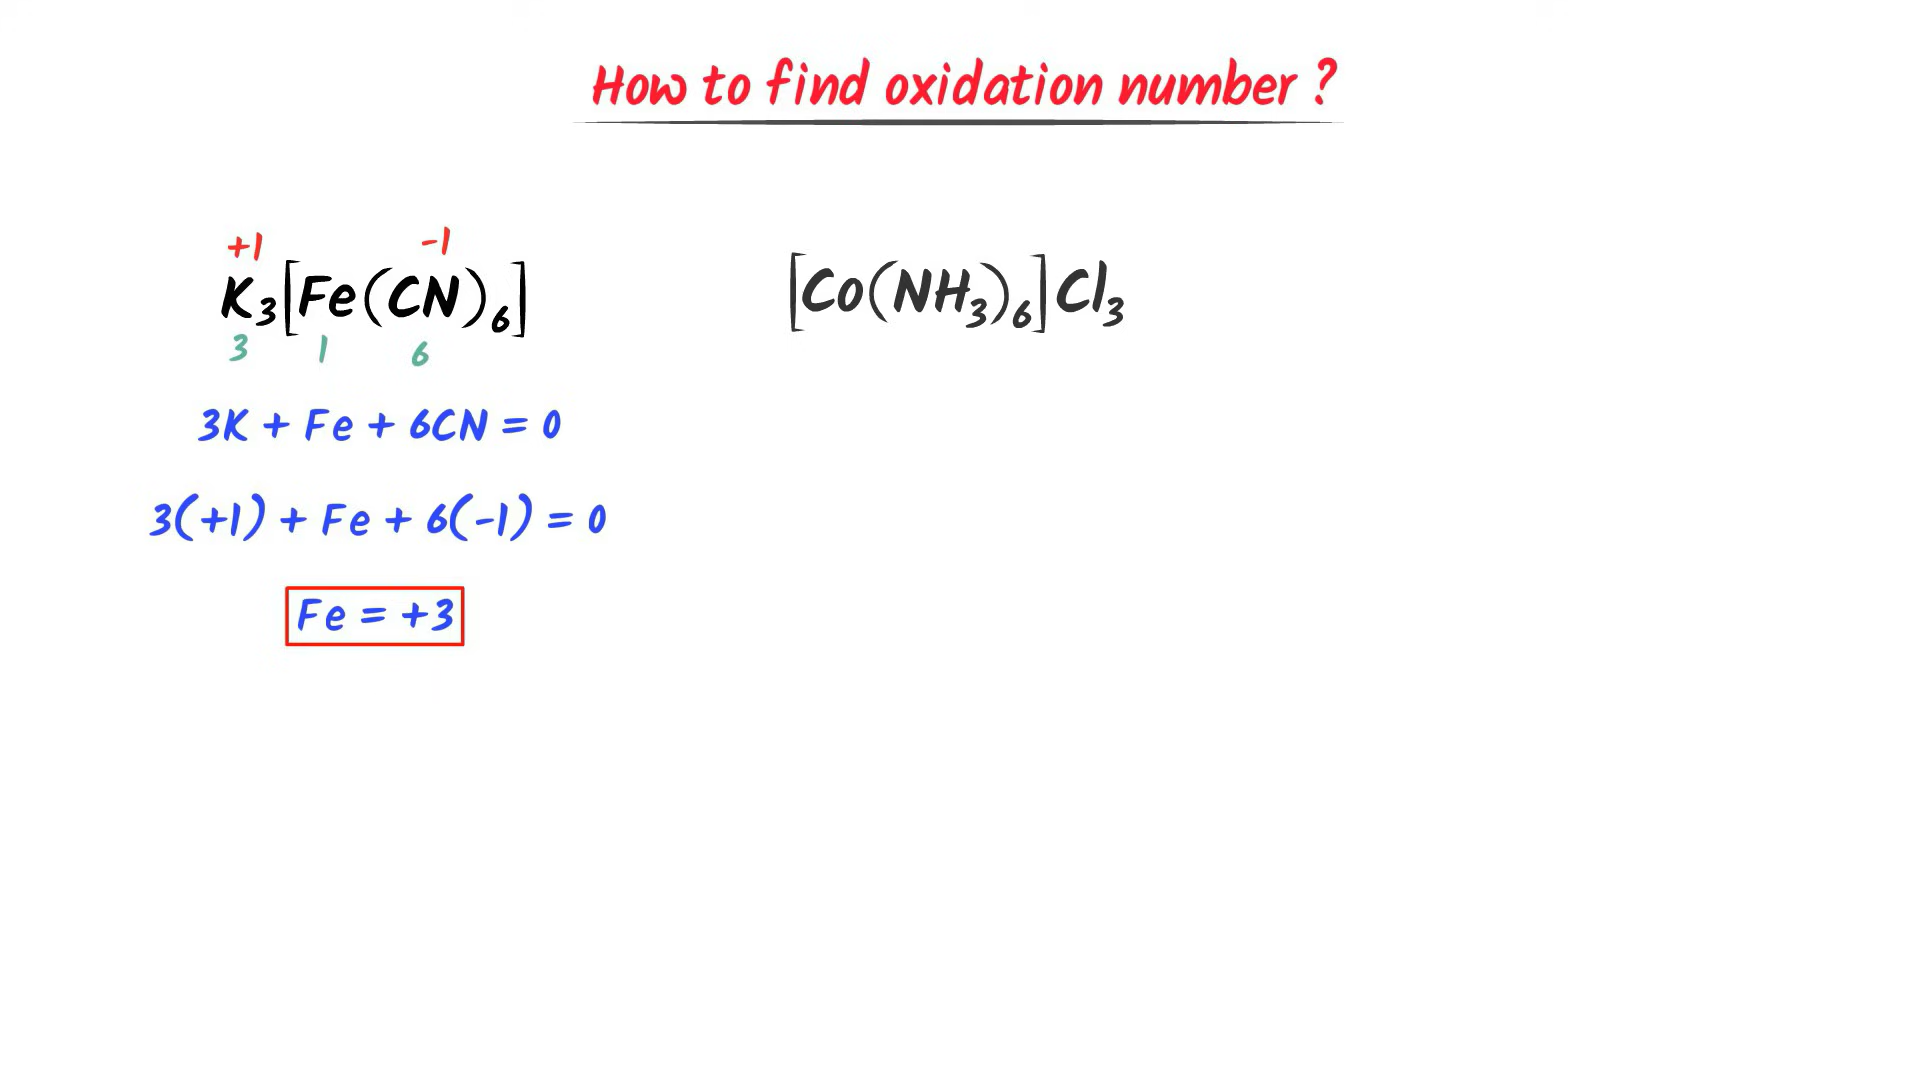 How to find oxidation number ?
+1 -1
K₃[Fe(CN)₆]
3 1 6
3K + Fe + 6CN = 0
3(+1) + Fe + 6(-1) = 0
Fe = +3
[Co(NH₃)₆]Cl₃